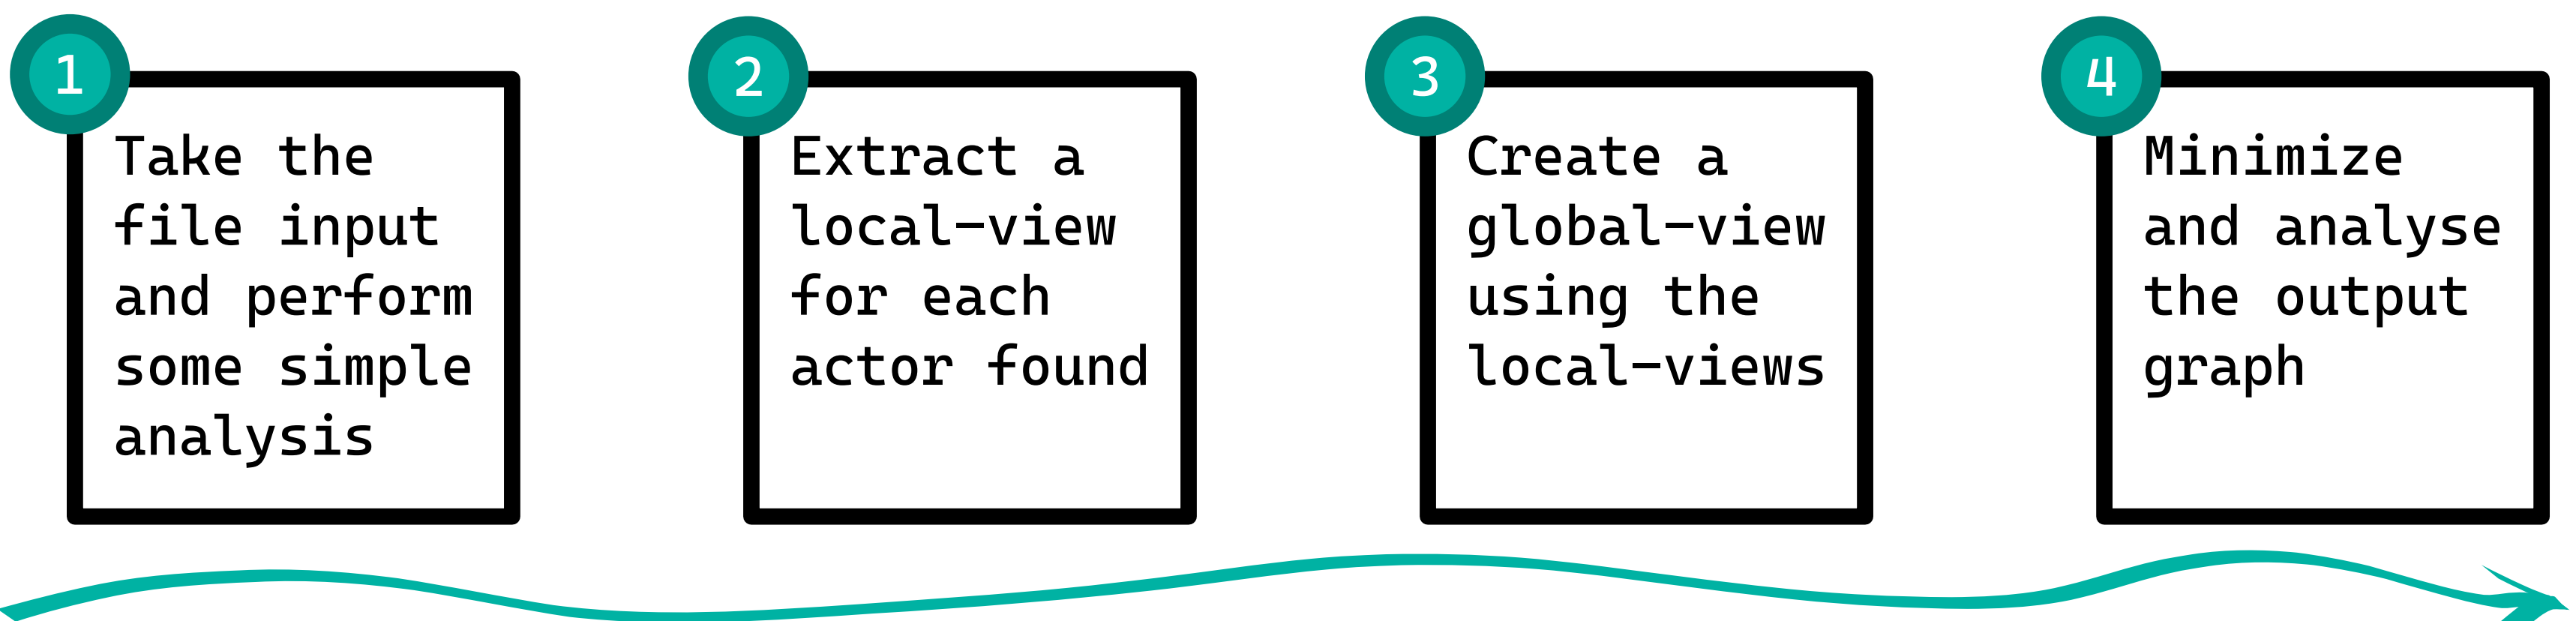 1
Take the
file input
and perform
some simple
analysis
2
Extract a
local-view
for each
actor found
3
Create a
global-view
using the
local-views
4
Minimize
and analyse
the output
graph